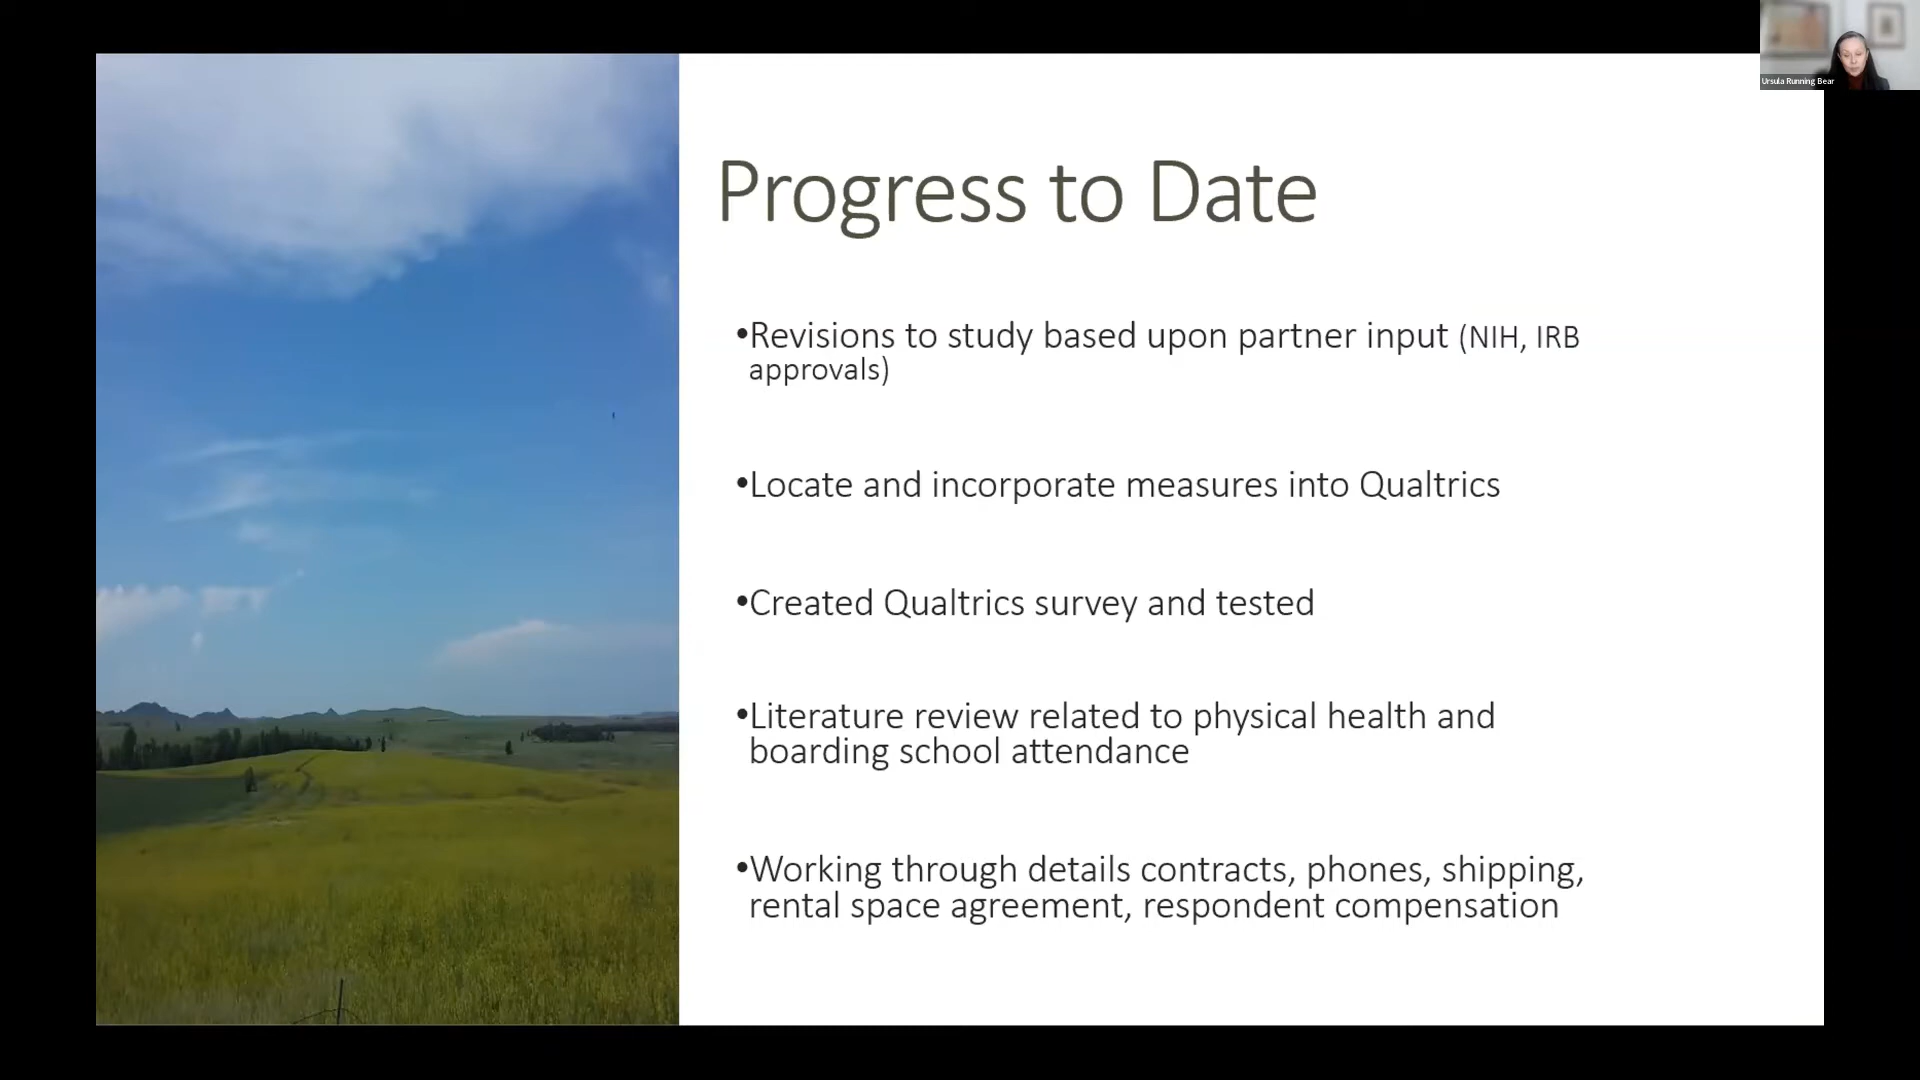 Ursula Running Bear
Progress to Date
•Revisions to study based upon partner input (NIH, IRB
approvals)
•Locate and incorporate measures into Qualtrics
•Created Qualtrics survey and tested
•Literature review related to physical health and
boarding school attendance
•Working through details contracts, phones, shipping,
rental space agreement, respondent compensation